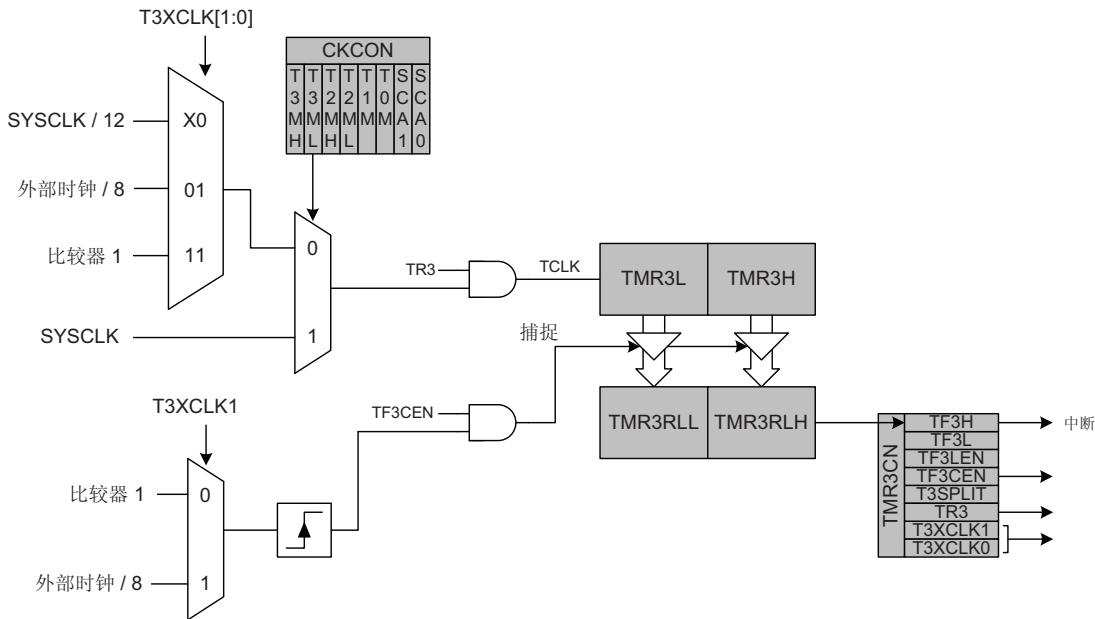 T3XCLK[1:0]
SYSCLK / 12
X0
外部时钟 / 8
01
比较器 1
11
CKCON
T3MH
T3ML
T2MH
T2ML
T1M
T0M
SCA1
SCA0
0
SYSCLK
1
TR3
TCLK
TMR3L
TMR3H
捕捉
T3XCLK1
TF3CEN
TMR3RLL
TMR3RLH
比较器 1
0
外部时钟 / 8
1
TMR3CN
TF3H
TF3L
TF3LEN
TF3CEN
T3SPLIT
TR3
T3XCLK1
T3XCLK0
中断